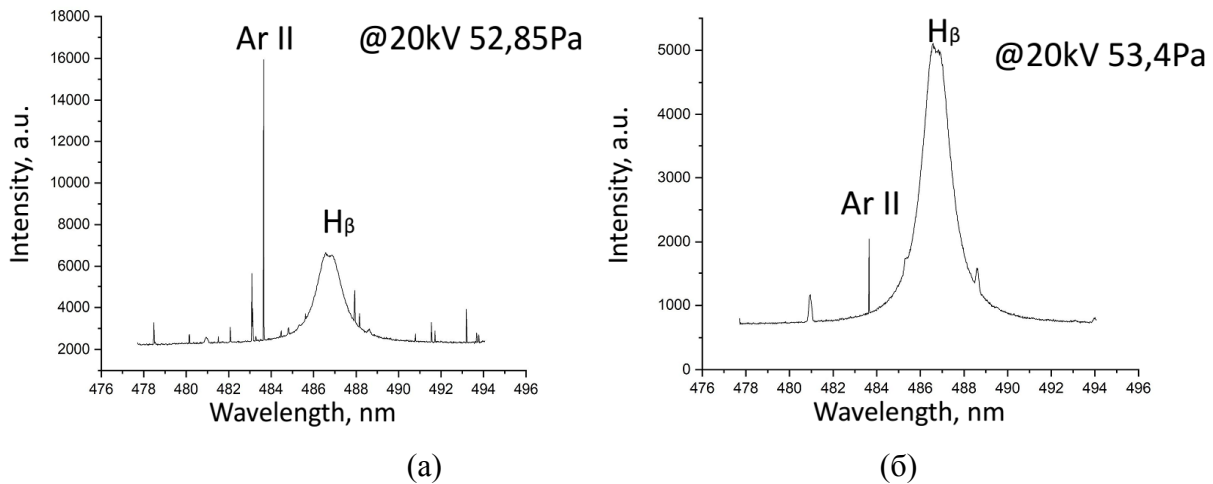 18000
16000
14000
12000
10000
8000
6000
4000
2000
Intensity, a.u.
Ar II
@20kV 52,85Pa
Hβ
476 478 480 482 484 486 488 490 492 494 496
Wavelength, nm
(а)
5000
4000
3000
2000
1000
0
Intensity, a.u.
Hβ
@20kV 53,4Pa
Ar II
476 478 480 482 484 486 488 490 492 494 496
Wavelength, nm
(б)